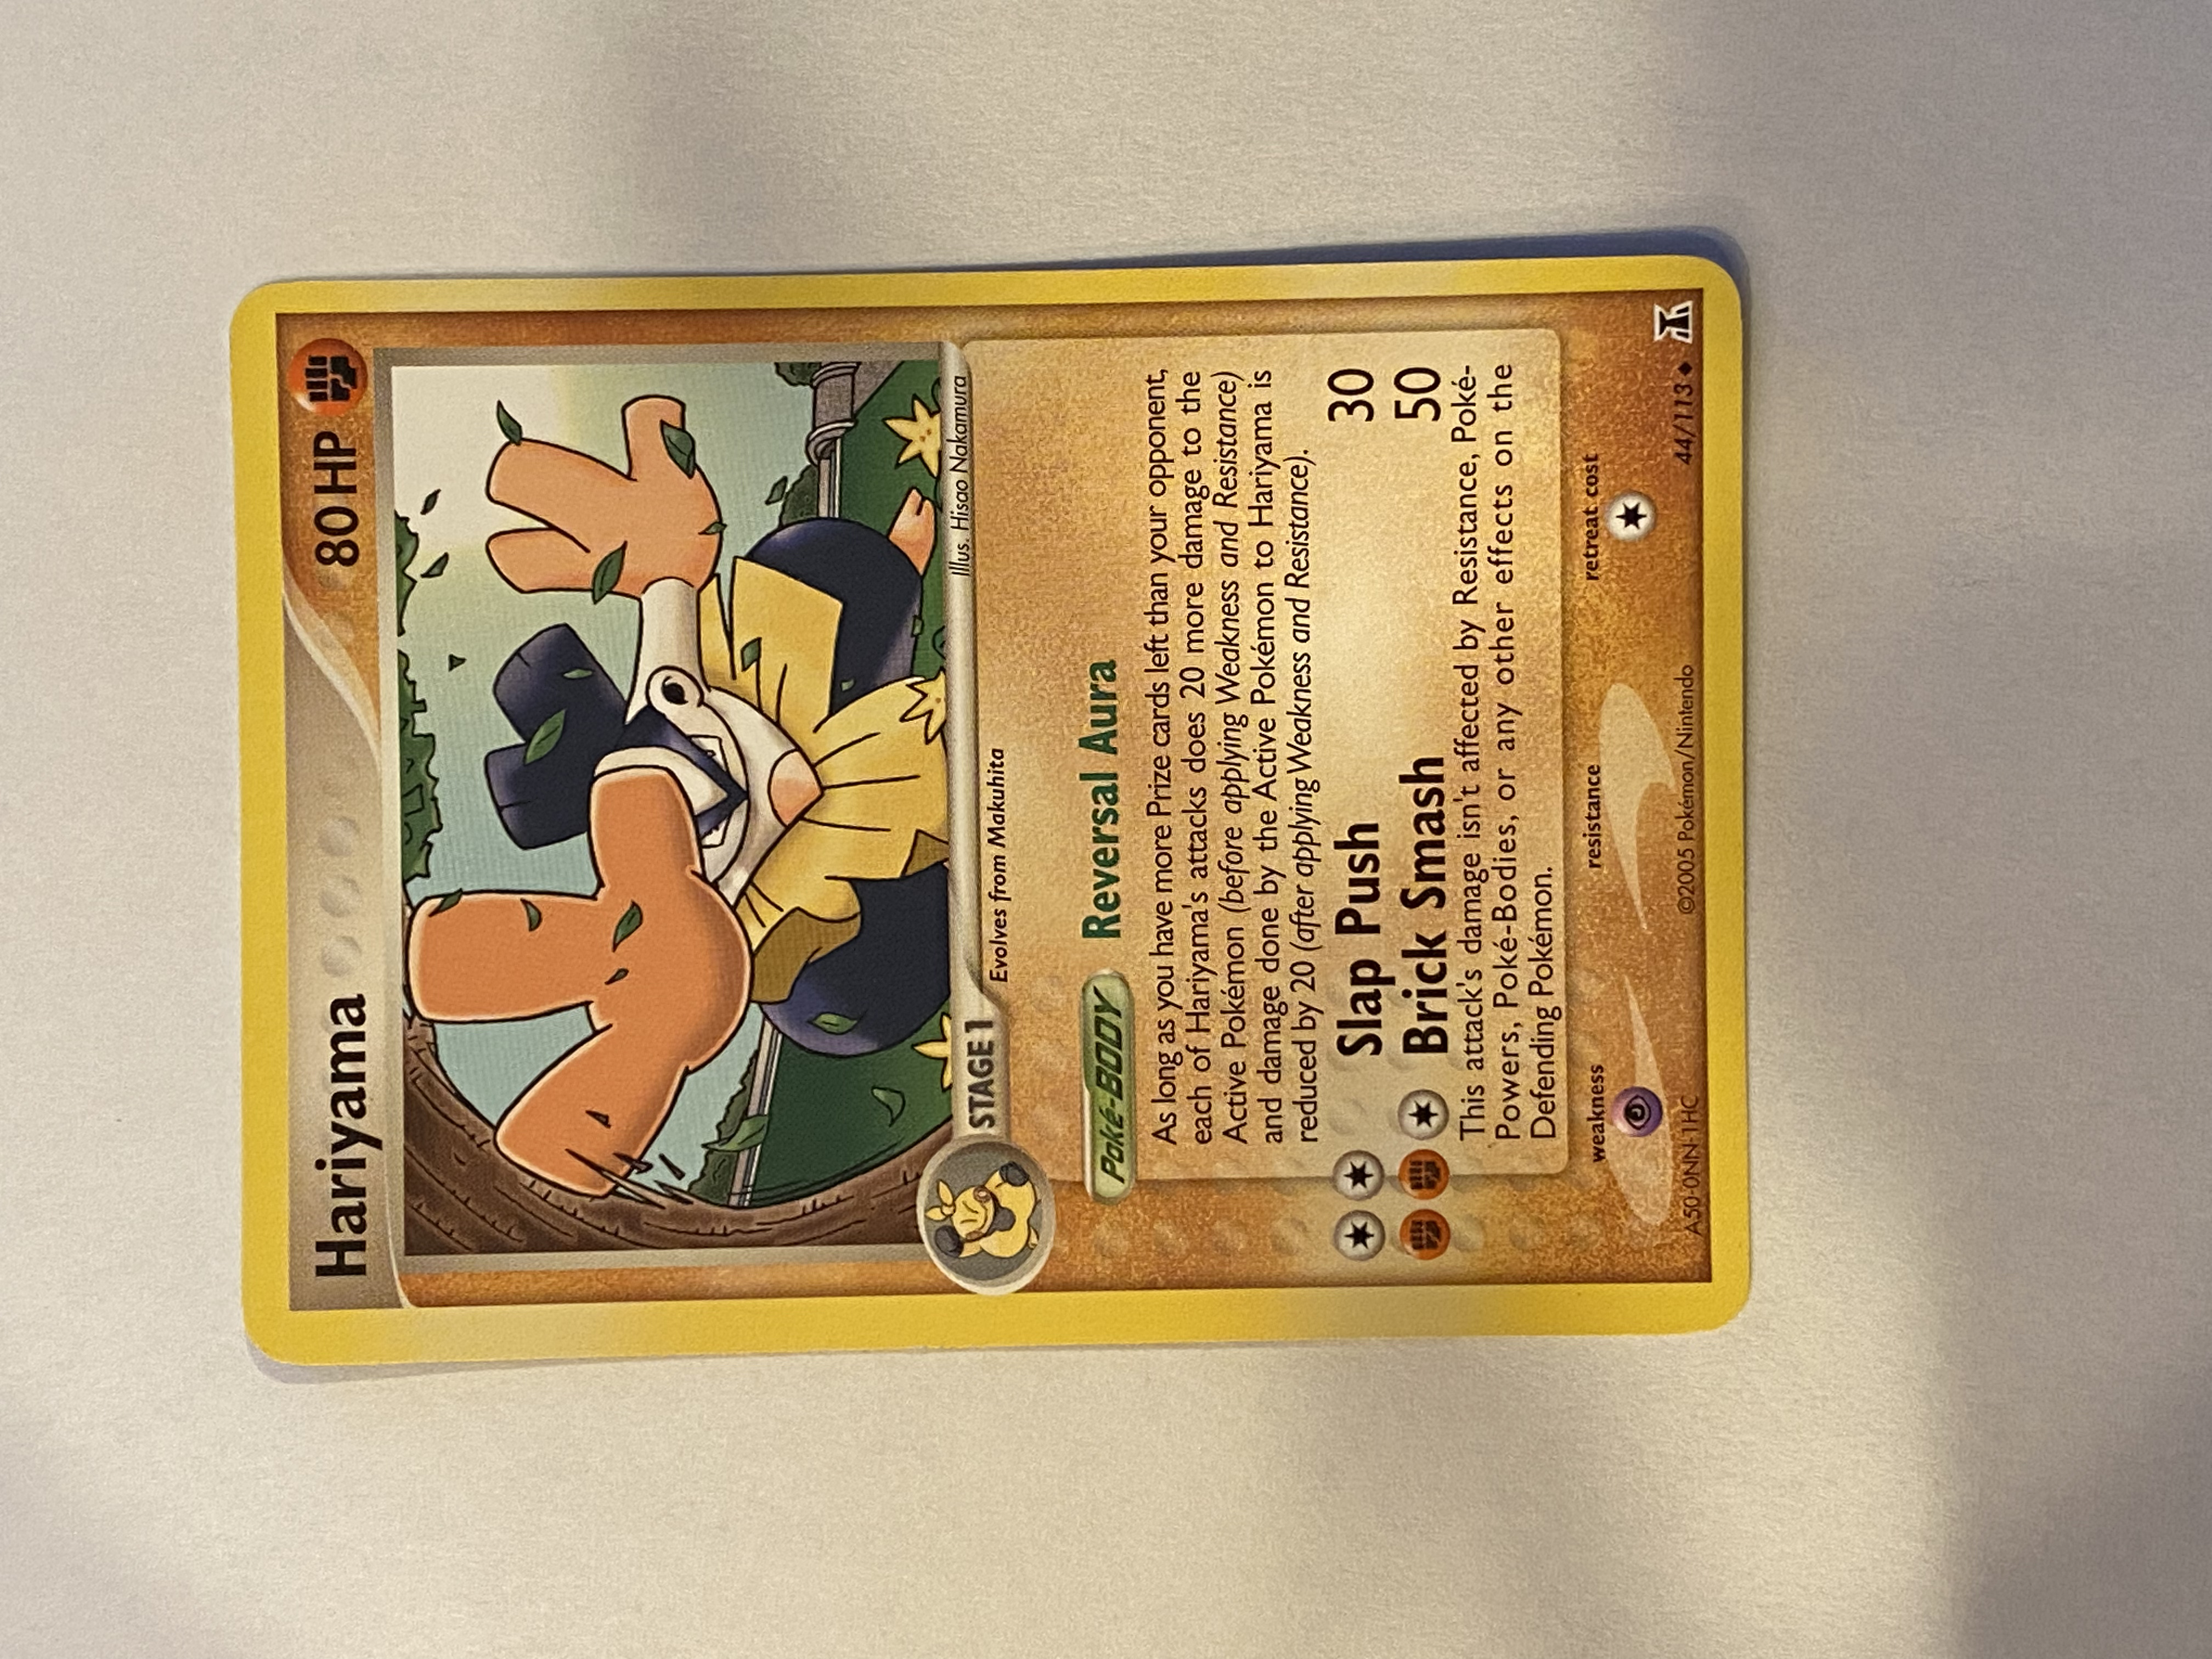 Hariyama 80 HP
Illus. Hisao Nakamura
STAGE 1
Evolves from Makuhita
Poké-BODY Reversal Aura
As long as you have more Prize cards left than your opponent,
each of Hariyama's attacks does 20 more damage to the
Active Pokémon (before applying Weakness and Resistance)
and damage done by the Active Pokémon to Hariyama is
reduced by 20 (after applying Weakness and Resistance).
Slap Push 30
Brick Smash 50
This attack's damage isn't affected by Resistance, Poké-
Powers, Poké-Bodies, or any other effects on the
Defending Pokémon.
weakness resistance retreat cost
A50-0NN-1HC ©2005 Pokémon/Nintendo 44/113